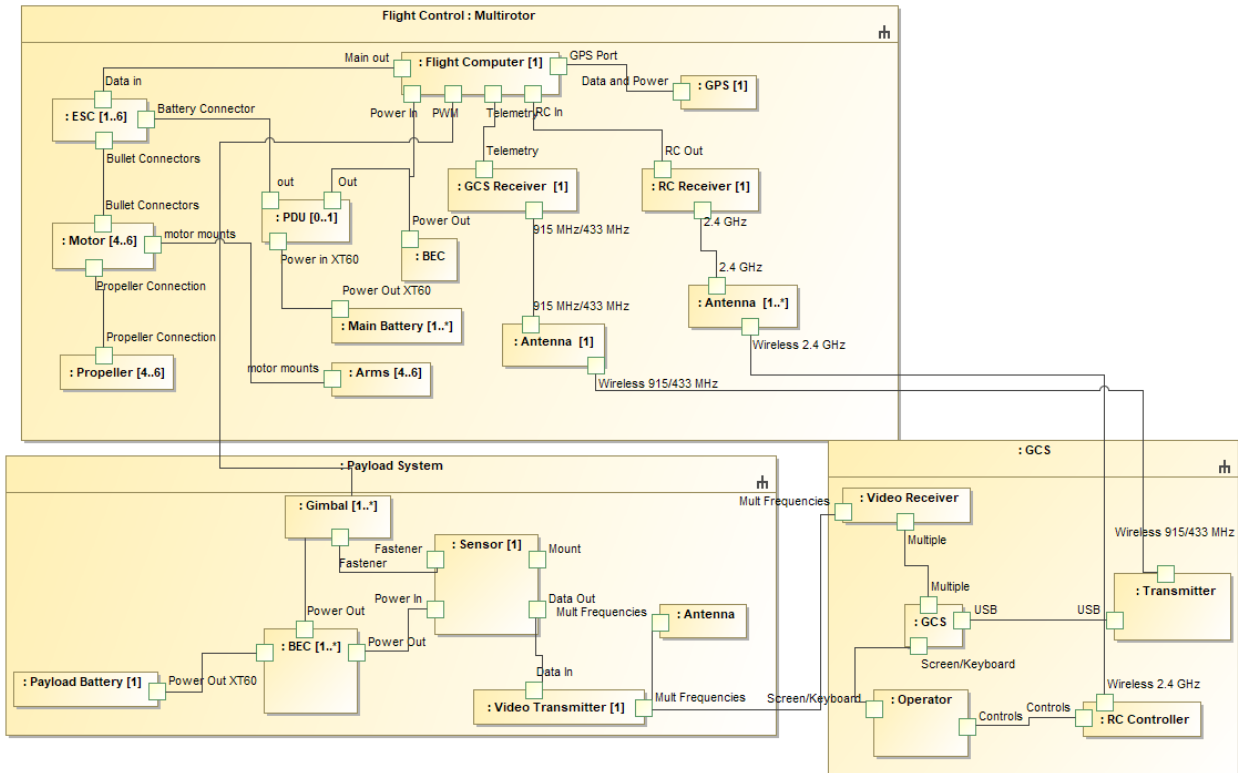 Flight Control : Multirotor
Main out
: Flight Computer [1]
GPS Port
Data and Power
: GPS [1]
Data in
: ESC [1..6]
Battery Connector
Power In
PWM
Telemetry
RC In
Bullet Connectors
Telemetry
RC Out
: GCS Receiver [1]
: RC Receiver [1]
out
Out
Bullet Connectors
: PDU [0..1]
915 MHz/433 MHz
2.4 GHz
: Motor [4..6]
motor mounts
Power Out
: BEC
Power in XT60
2.4 GHz
Propeller Connection
Power Out XT60
: Main Battery [1..*]
915 MHz/433 MHz
: Antenna [1..*]
Propeller Connection
: Antenna [1]
Wireless 2.4 GHz
: Propeller [4..6]
motor mounts
: Arms [4..6]
Wireless 915/433 MHz
: Payload System
: Gimbal [1..*]
Fastener
Fastener
: Sensor [1]
Mount
Power In
Data Out
Mult Frequencies
: Antenna
Power Out
: BEC [1..*]
Power Out
: Payload Battery [1]
Power Out XT60
Data In
: Video Transmitter [1]
Mult Frequencies
: GCS
Mult Frequencies
: Video Receiver
Multiple
Wireless 915/433 MHz
Multiple
: GCS
USB
USB
: Transmitter
Screen/Keyboard
Screen/Keyboard
: Operator
Wireless 2.4 GHz
Controls
Controls
: RC Controller